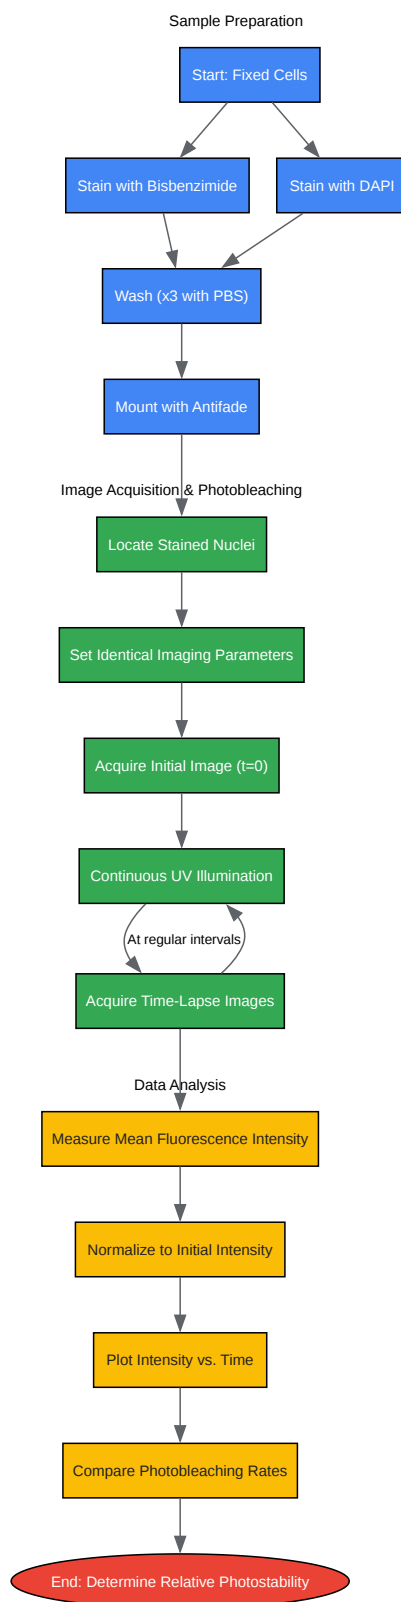 Sample Preparation
Start: Fixed Cells
Stain with Bisbenzimide
Stain with DAPI
Wash (x3 with PBS)
Mount with Antifade
Image Acquisition & Photobleaching
Locate Stained Nuclei
Set Identical Imaging Parameters
Acquire Initial Image (t=0)
Continuous UV Illumination
At regular intervals
Acquire Time-Lapse Images
Data Analysis
Measure Mean Fluorescence Intensity
Normalize to Initial Intensity
Plot Intensity vs. Time
Compare Photobleaching Rates
End: Determine Relative Photostability